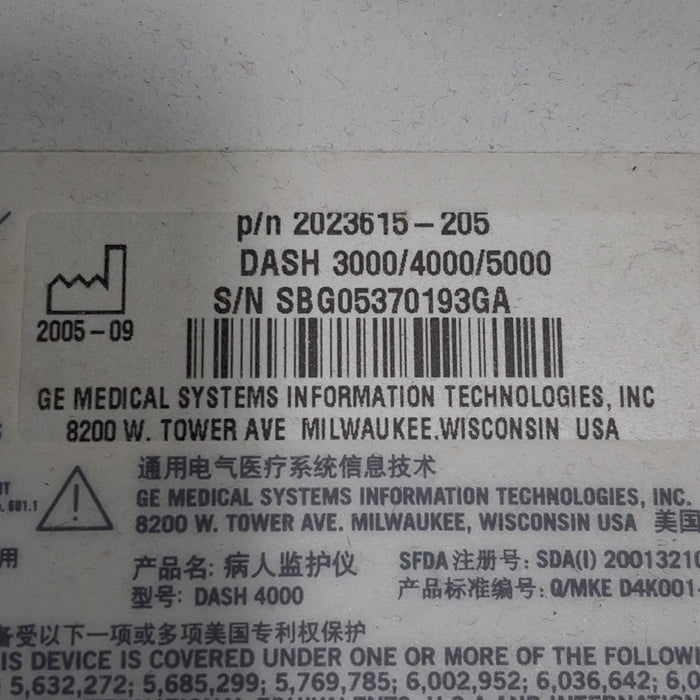 p/n 2023615-205
DASH 3000/4000/5000
S/N SBG05370193GA
2005-09
GE MEDICAL SYSTEMS INFORMATION TECHNOLOGIES, INC
8200 W. TOWER AVE MILWAUKEE, WISCONSIN USA
通用电气医疗系统信息技术
GE MEDICAL SYSTEMS INFORMATION TECHNOLOGIES, INC.
601.1
8200 W. TOWER AVE. MILWAUKEE, WISCONSIN USA 美国
用
产品名: 病人监护仪 SFDA 注册号: SDA(I) 20013210
型号: DASH 4000 产品标准编号: Q/MKE D4K001-
备受以下一项或多项美国专利权保护
IS DEVICE IS COVERED UNDER ONE OR MORE OF THE FOLLOW
5,632,272; 5,685,299; 5,769,785; 6,002,952; 6,036,642;